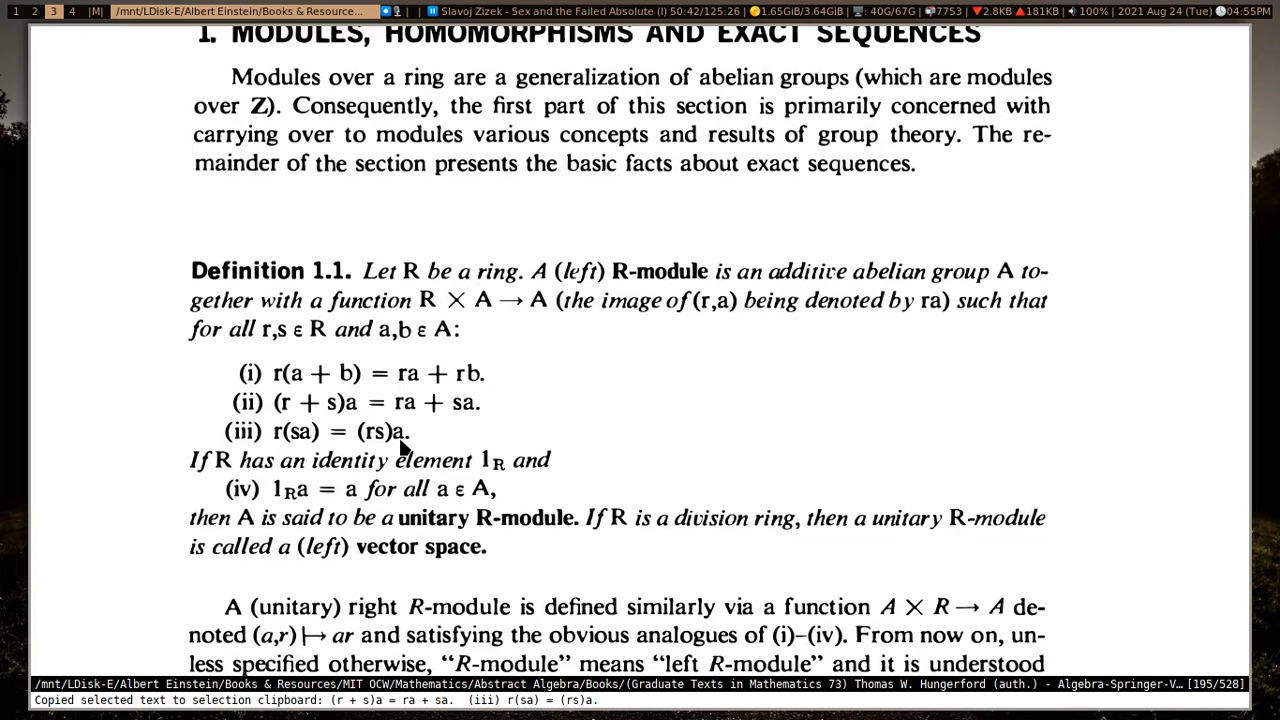 1 2 3 4 |M| /mnt/LDisk-E/Albert Einstein/Books & Resource... | | Slavoj Zizek - Sex and the Failed Absolute (I) 50:42/125:26 | 1.65GiB/3.64GiB | 40G/67G | 7753 | ▼2.8KB ▲181KB | 100% | 2021 Aug 24 (Tue) 04:55PM
1. MODULES, HOMOMORPHISMS AND EXACT SEQUENCES
Modules over a ring are a generalization of abelian groups (which are modules
over Z). Consequently, the first part of this section is primarily concerned with
carrying over to modules various concepts and results of group theory. The re-
mainder of the section presents the basic facts about exact sequences.
Definition 1.1. Let R be a ring. A (left) R-module is an additive abelian group A to-
gether with a function R × A → A (the image of (r,a) being denoted by ra) such that
for all r,s ε R and a,b ε A:
(i) r(a + b) = ra + rb.
(ii) (r + s)a = ra + sa.
(iii) r(sa) = (rs)a.
If R has an identity element 1R and
(iv) 1Ra = a for all a ε A,
then A is said to be a unitary R-module. If R is a division ring, then a unitary R-module
is called a (left) vector space.
A (unitary) right R-module is defined similarly via a function A × R → A de-
noted (a,r) |→ ar and satisfying the obvious analogues of (i)–(iv). From now on, un-
less specified otherwise, “R-module” means “left R-module” and it is understood
/mnt/LDisk-E/Albert Einstein/Books & Resources/MIT OCW/Mathematics/Abstract Algebra/Books/(Graduate Texts in Mathematics 73) Thomas W. Hungerford (auth.) - Algebra-Springer-V… [195/528]
Copied selected text to selection clipboard: (r + s)a = ra + sa. (iii) r(sa) = (rs)a.